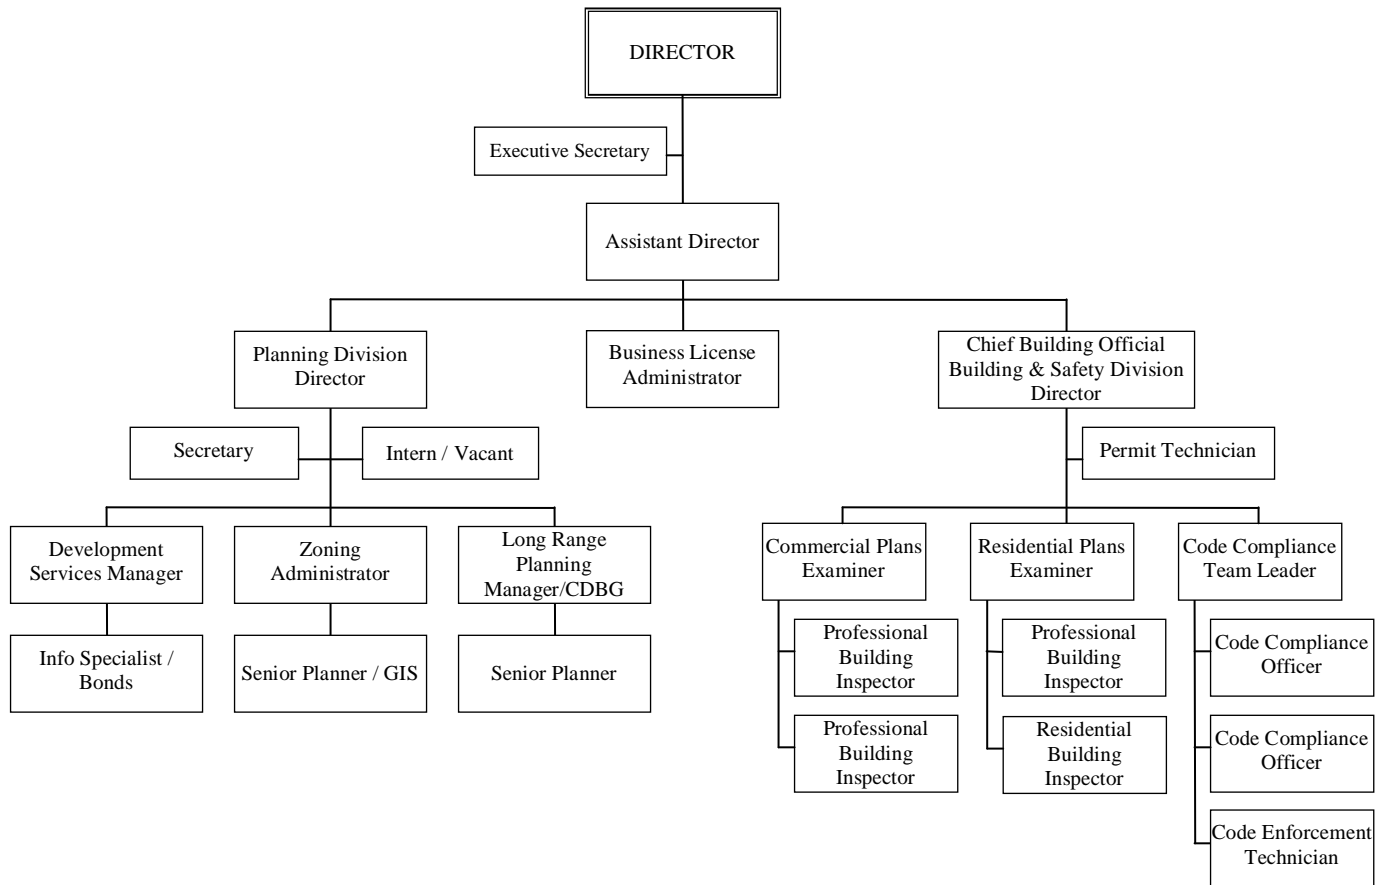 DIRECTOR
Executive Secretary
Assistant Director
Planning Division
Director
Business License
Administrator
Chief Building Official
Building & Safety Division
Director
Secretary
Intern / Vacant
Permit Technician
Development
Services Manager
Zoning
Administrator
Long Range
Planning
Manager/CDBG
Commercial Plans
Examiner
Residential Plans
Examiner
Code Compliance
Team Leader
Info Specialist /
Bonds
Senior Planner / GIS
Senior Planner
Professional
Building
Inspector
Professional
Building
Inspector
Code Compliance
Officer
Professional
Building
Inspector
Residential
Building
Inspector
Code Compliance
Officer
Code Enforcement
Technician